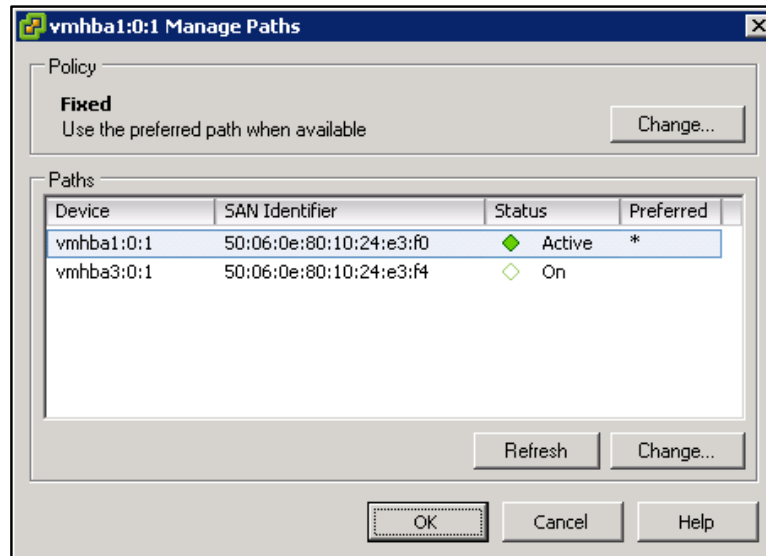 vmhba1:0:1 Manage Paths
Policy
Fixed
Use the preferred path when available
Change...
Paths
Device SAN Identifier Status Preferred
vmhba1:0:1 50:06:0e:80:10:24:e3:f0 Active *
vmhba3:0:1 50:06:0e:80:10:24:e3:f4 On
Refresh Change...
OK Cancel Help